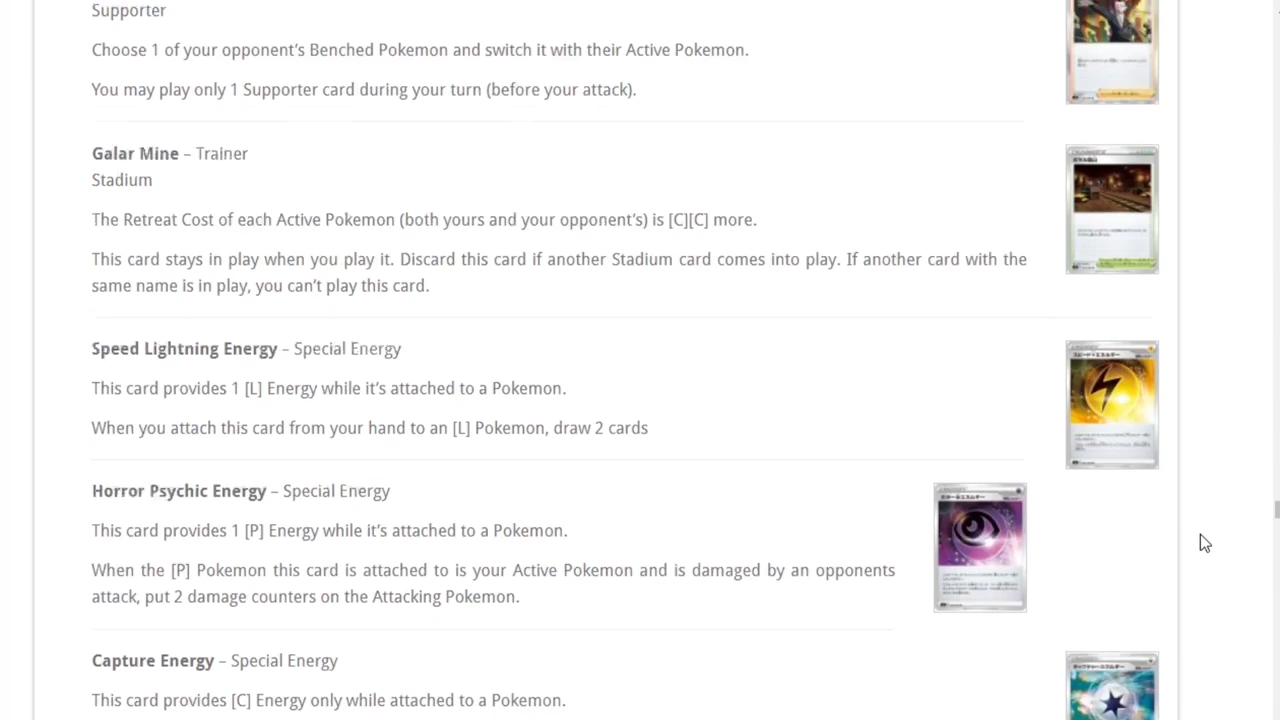 Supporter
Choose 1 of your opponent's Benched Pokemon and switch it with their Active Pokemon.
You may play only 1 Supporter card during your turn (before your attack).
Galar Mine – Trainer
Stadium
The Retreat Cost of each Active Pokemon (both yours and your opponent's) is [C][C] more.
This card stays in play when you play it. Discard this card if another Stadium card comes into play. If another card with the
same name is in play, you can't play this card.
Speed Lightning Energy – Special Energy
This card provides 1 [L] Energy while it's attached to a Pokemon.
When you attach this card from your hand to an [L] Pokemon, draw 2 cards
Horror Psychic Energy – Special Energy
This card provides 1 [P] Energy while it's attached to a Pokemon.
When the [P] Pokemon this card is attached to is your Active Pokemon and is damaged by an opponents
attack, put 2 damage counters on the Attacking Pokemon.
Capture Energy – Special Energy
This card provides [C] Energy only while attached to a Pokemon.